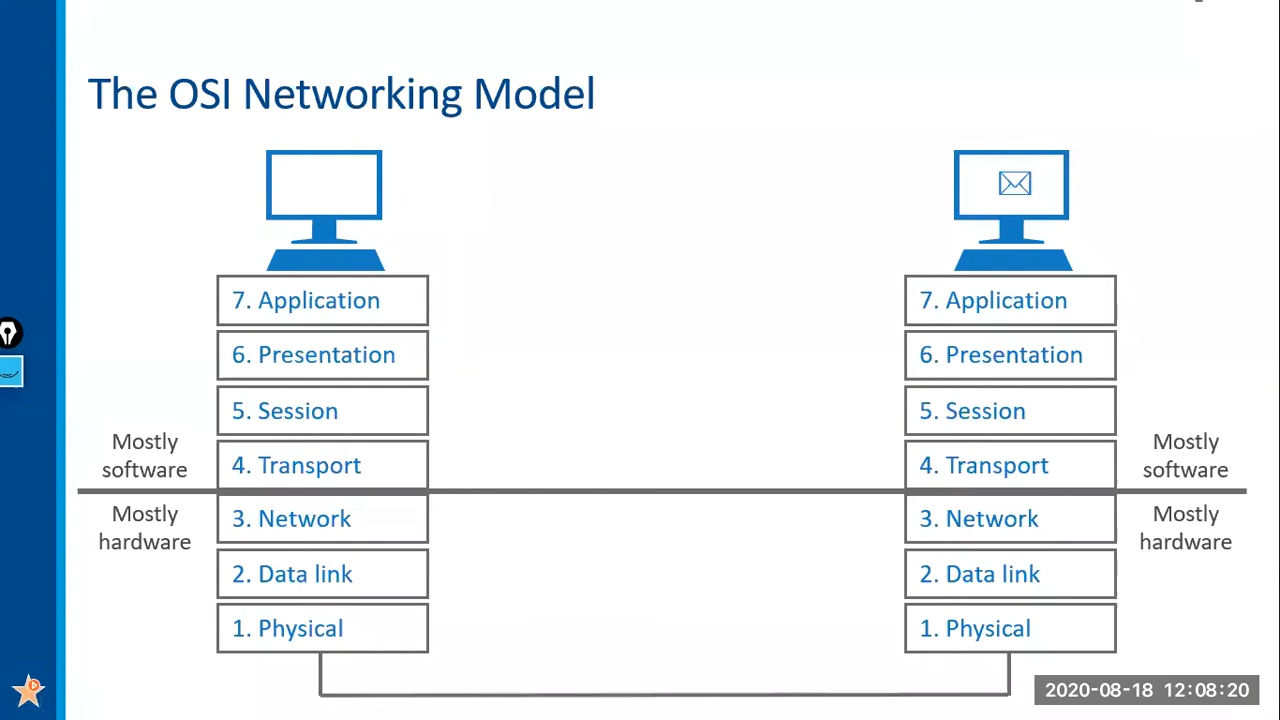 The OSI Networking Model
7. Application
6. Presentation
5. Session
4. Transport
3. Network
2. Data link
1. Physical
Mostly
software
Mostly
hardware
7. Application
6. Presentation
5. Session
4. Transport
3. Network
2. Data link
1. Physical
Mostly
software
Mostly
hardware
2020-08-18 12:08:20